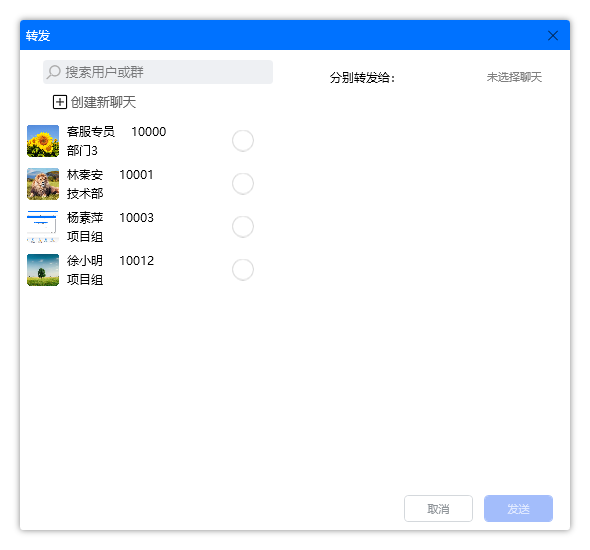 转发
搜索用户或群
创建新聊天
客服专员 10000
部门3
林秦安 10001
技术部
杨素萍 10003
项目组
徐小明 10012
项目组
分别转发给：
未选择聊天
取消
发送